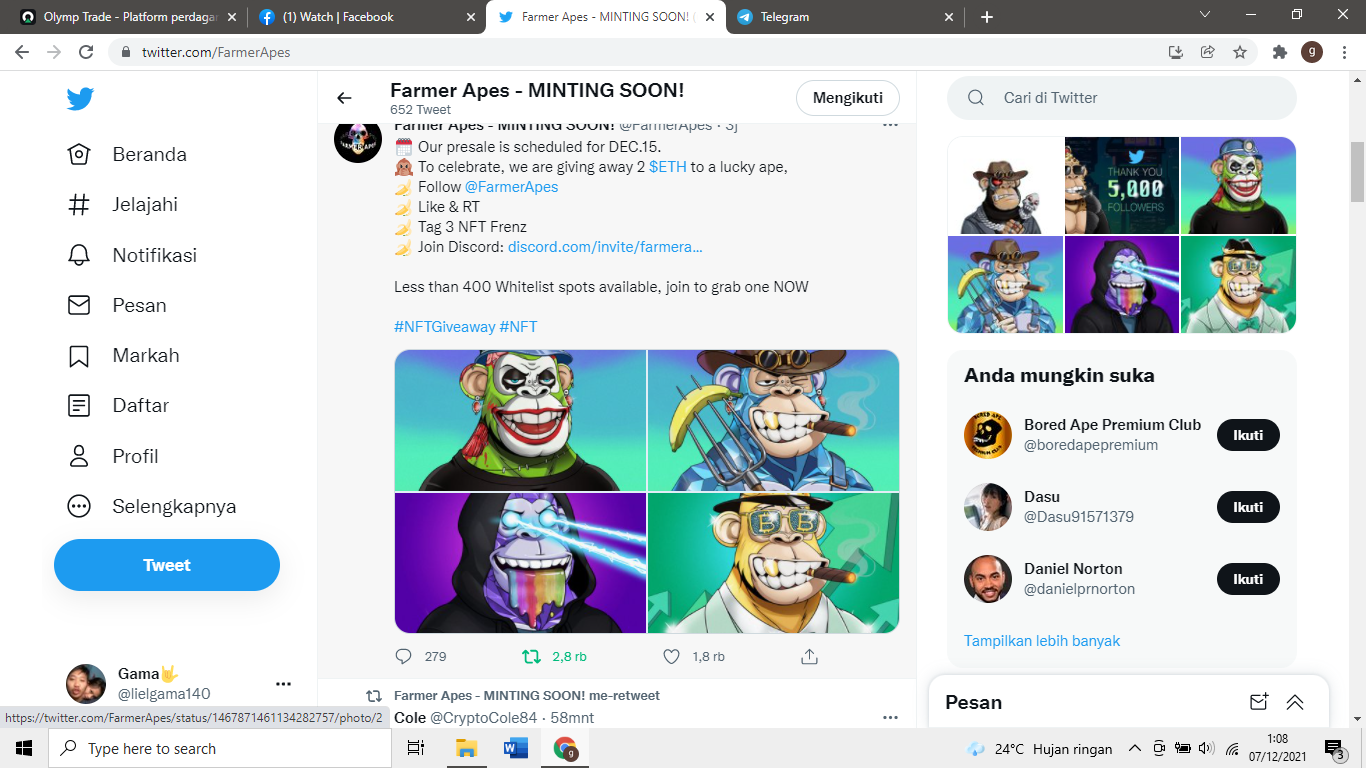 Olymp Trade - Platform perdagan
(1) Watch | Facebook
Farmer Apes - MINTING SOON! (
Telegram
twitter.com/FarmerApes
g
Beranda
Jelajahi
Notifikasi
Pesan
Markah
Daftar
Profil
Selengkapnya
Tweet
Gama
@lielgama140
https://twitter.com/FarmerApes/status/1467871461134282757/photo/2
Farmer Apes - MINTING SOON!
652 Tweet
Mengikuti
Farmer Apes - MINTING SOON! @FarmerApes · 3j
Our presale is scheduled for DEC.15.
To celebrate, we are giving away 2 $ETH to a lucky ape,
Follow @FarmerApes
Like & RT
Tag 3 NFT Frenz
Join Discord: discord.com/invite/farmera...
Less than 400 Whitelist spots available, join to grab one NOW
#NFTGiveaway #NFT
B B
279
2,8 rb
1,8 rb
Farmer Apes - MINTING SOON! me-retweet
Cole @CryptoCole84 · 58mnt
Cari di Twitter
THANK YOU
5,000
FOLLOWERS
Anda mungkin suka
Bored Ape Premium Club
@boredapepremium
Ikuti
Dasu
@Dasu91571379
Ikuti
Daniel Norton
@danielprnorton
Ikuti
Tampilkan lebih banyak
Pesan
Type here to search
24°C Hujan ringan
1:08
07/12/2021
3